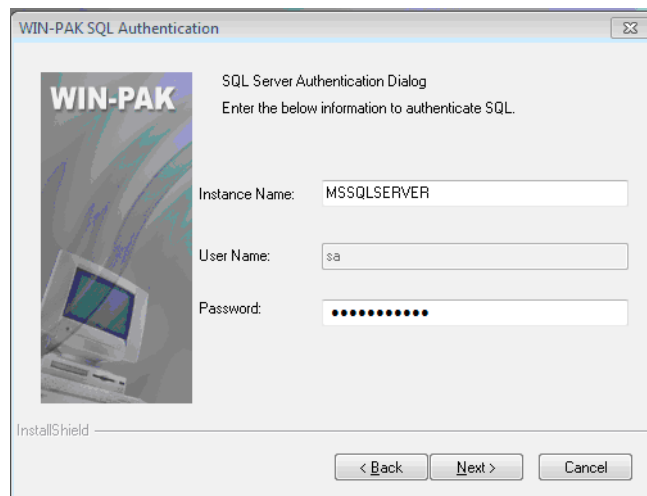 WIN-PAK SQL Authentication
WIN-PAK
SQL Server Authentication Dialog
Enter the below information to authenticate SQL.
Instance Name: MSSQLSERVER
User Name: sa
Password: ●●●●●●●●●●●
InstallShield
< Back Next > Cancel